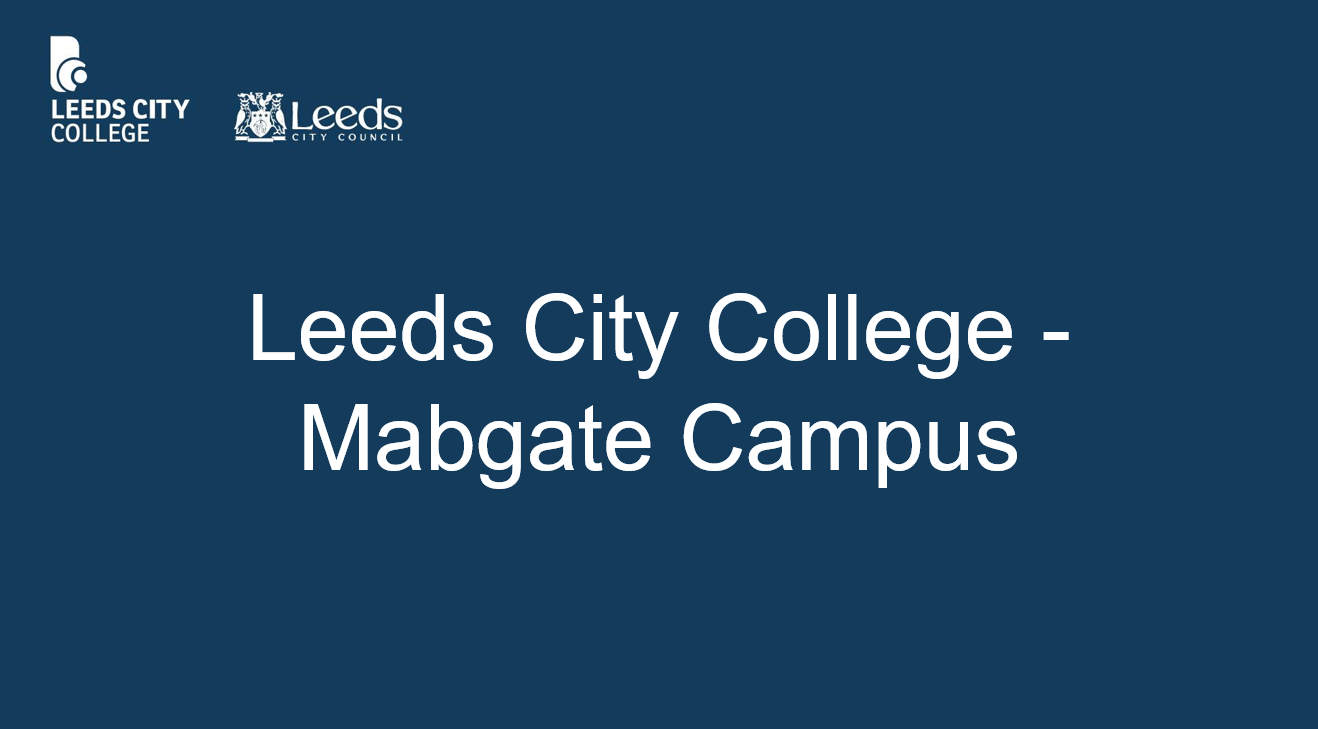 LEEDS CITY
COLLEGE
Leeds
CITY COUNCIL
Leeds City College -
Mabgate Campus